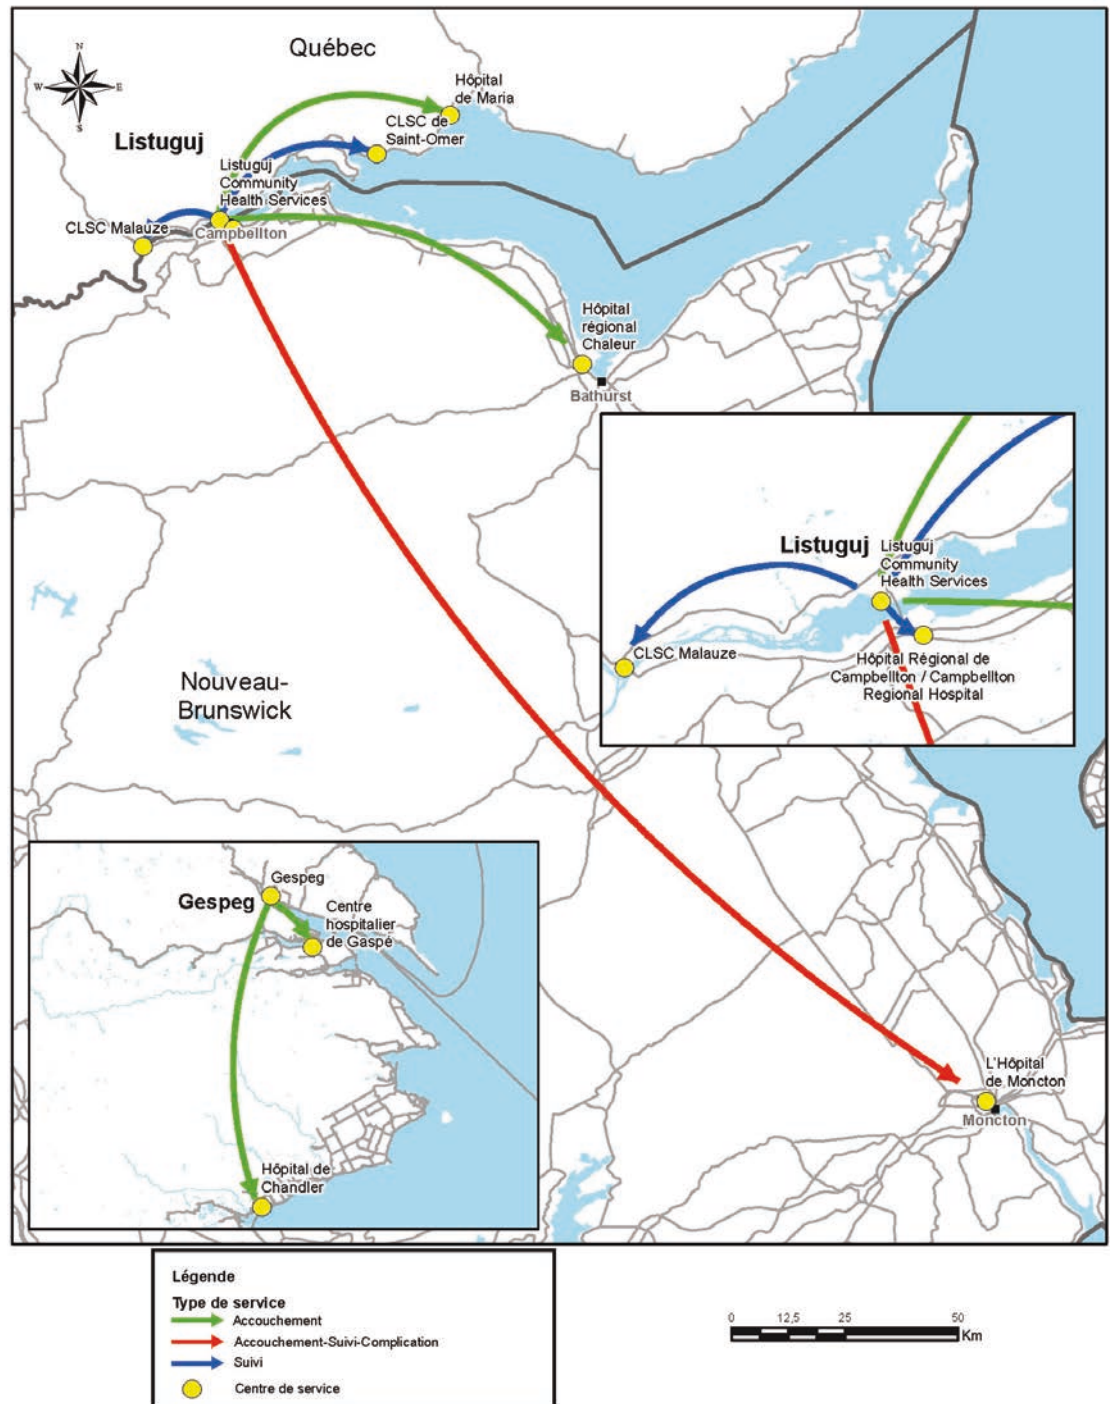 N
W
E
S
Québec
Hôpital
de Maria
CLSC de
Saint-Omer
Listuguj
Listuguj
Community
Health Services
CLSC Malauze
Campbellton
Hôpital
régional
Chaleur
Bathurst
Listuguj
Listuguj
Community
Health Services
CLSC Malauze
Hôpital Régional de
Campbellton / Campbellton
Regional Hospital
Nouveau-
Brunswick
Gespeg
Gespeg
Centre
hospitalier
de Gaspé
Hôpital de
Chandler
L'Hôpital
de Moncton
Moncton
Légende
Type de service
Accouchement
Accouchement-Suivi-Complication
Suivi
Centre de service
0 12,5 25 50
Km